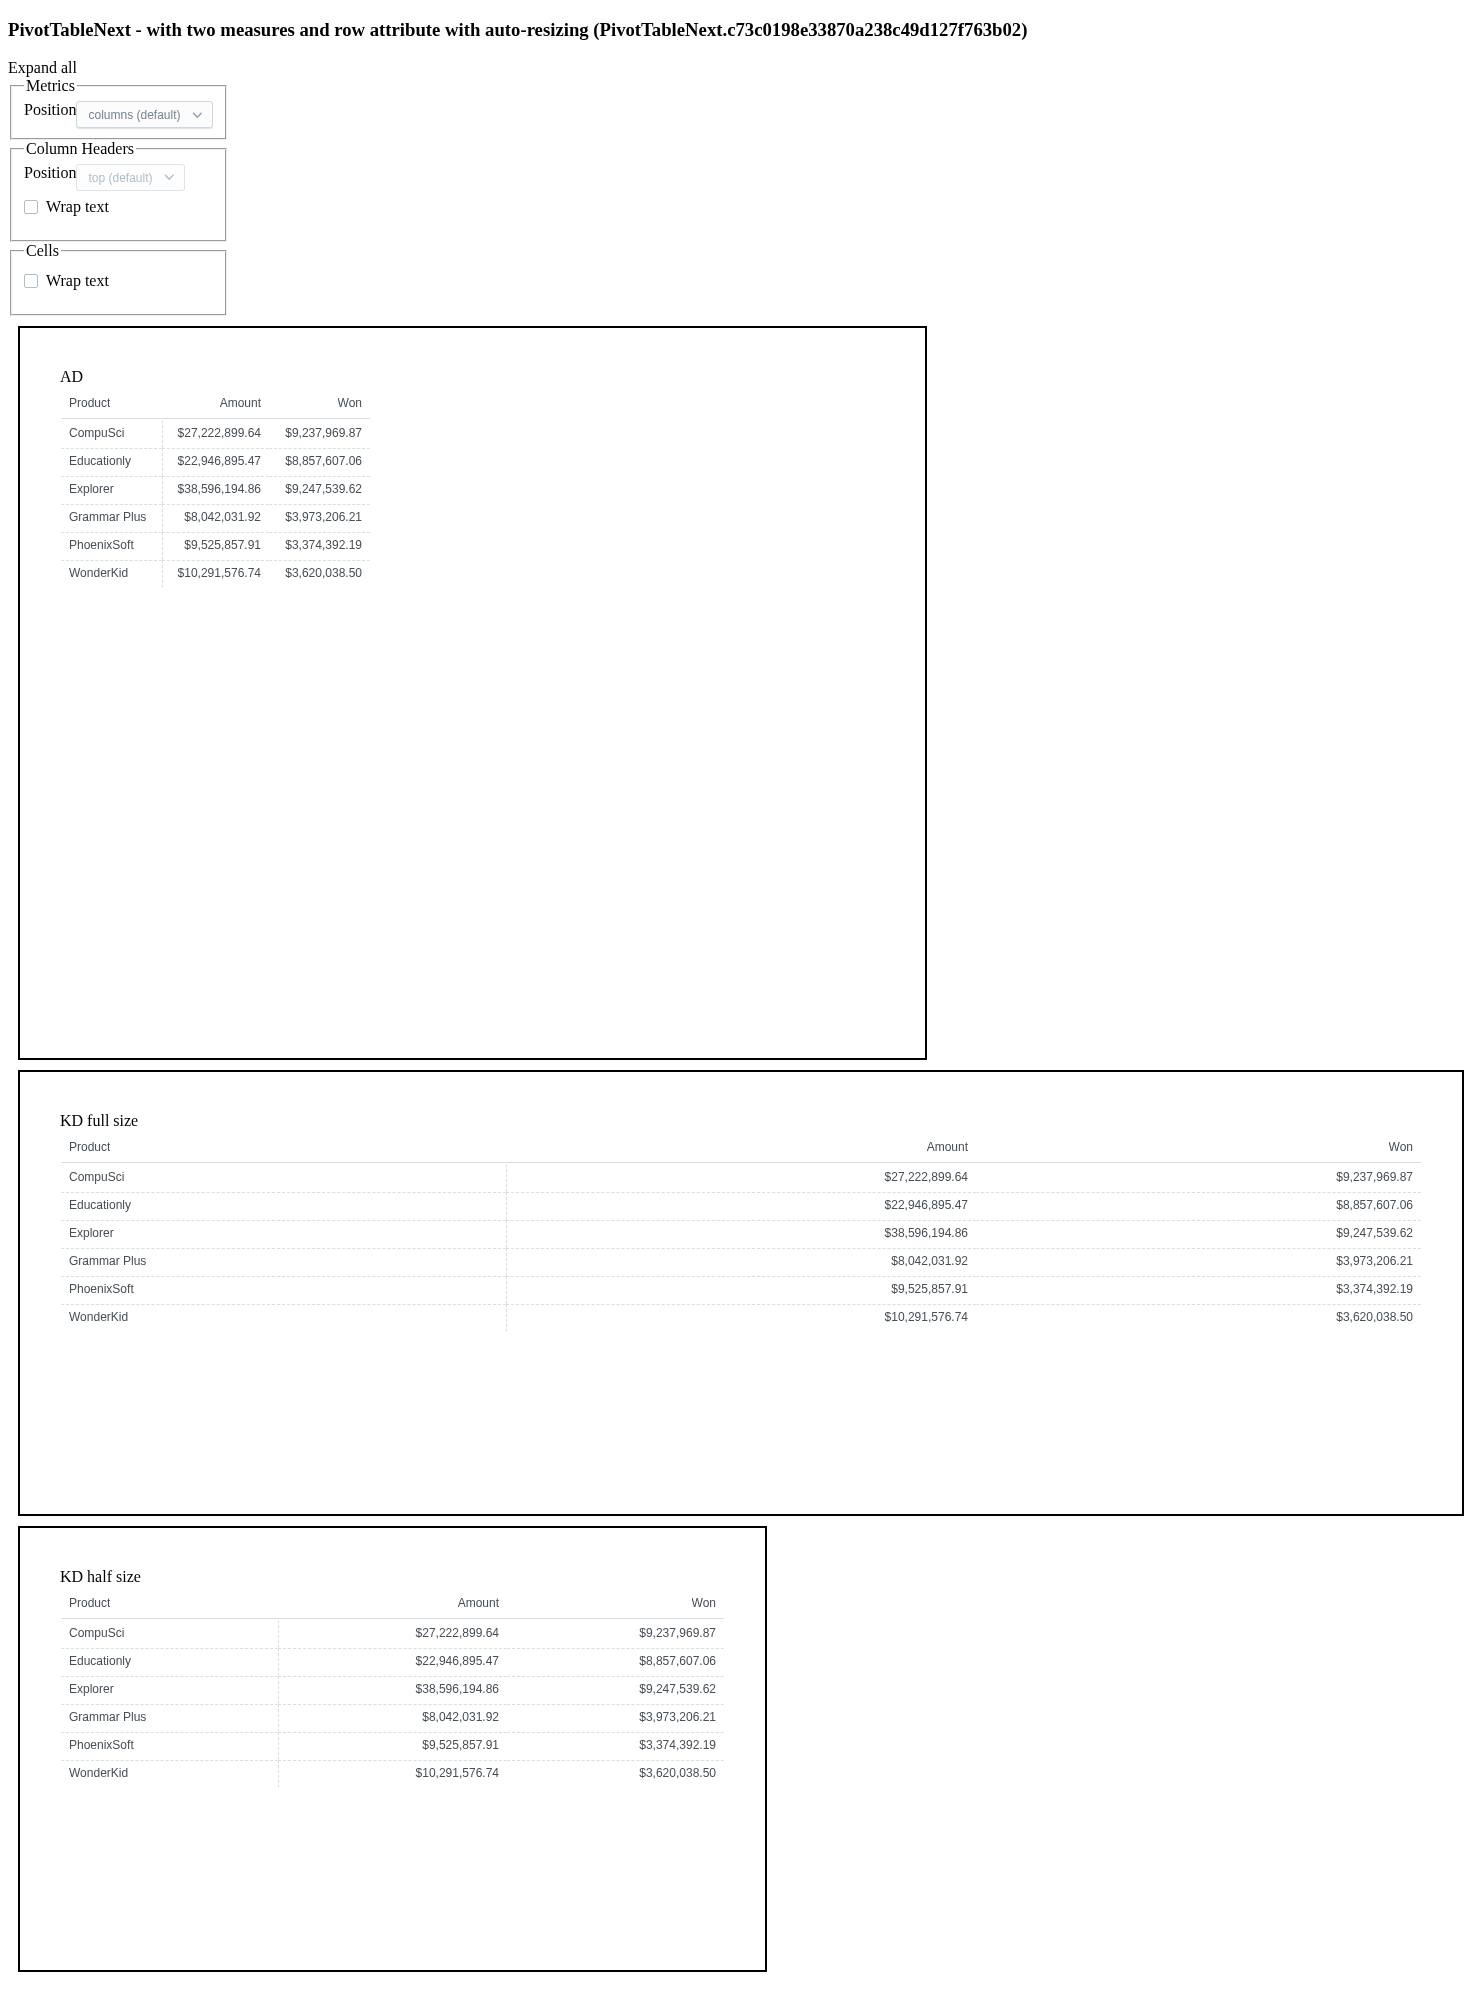 PivotTableNext - with two measures and row attribute with auto-resizing (PivotTableNext.c73c0198e33870a238c49d127f763b02)
Expand all
Metrics
Position columns (default)
Column Headers
Position top (default)
Wrap text
Cells
Wrap text
AD
Product Amount Won
CompuSci $27,222,899.64 $9,237,969.87
Educationly $22,946,895.47 $8,857,607.06
Explorer $38,596,194.86 $9,247,539.62
Grammar Plus $8,042,031.92 $3,973,206.21
PhoenixSoft $9,525,857.91 $3,374,392.19
WonderKid $10,291,576.74 $3,620,038.50
KD full size
Product Amount Won
CompuSci $27,222,899.64 $9,237,969.87
Educationly $22,946,895.47 $8,857,607.06
Explorer $38,596,194.86 $9,247,539.62
Grammar Plus $8,042,031.92 $3,973,206.21
PhoenixSoft $9,525,857.91 $3,374,392.19
WonderKid $10,291,576.74 $3,620,038.50
KD half size
Product Amount Won
CompuSci $27,222,899.64 $9,237,969.87
Educationly $22,946,895.47 $8,857,607.06
Explorer $38,596,194.86 $9,247,539.62
Grammar Plus $8,042,031.92 $3,973,206.21
PhoenixSoft $9,525,857.91 $3,374,392.19
WonderKid $10,291,576.74 $3,620,038.50